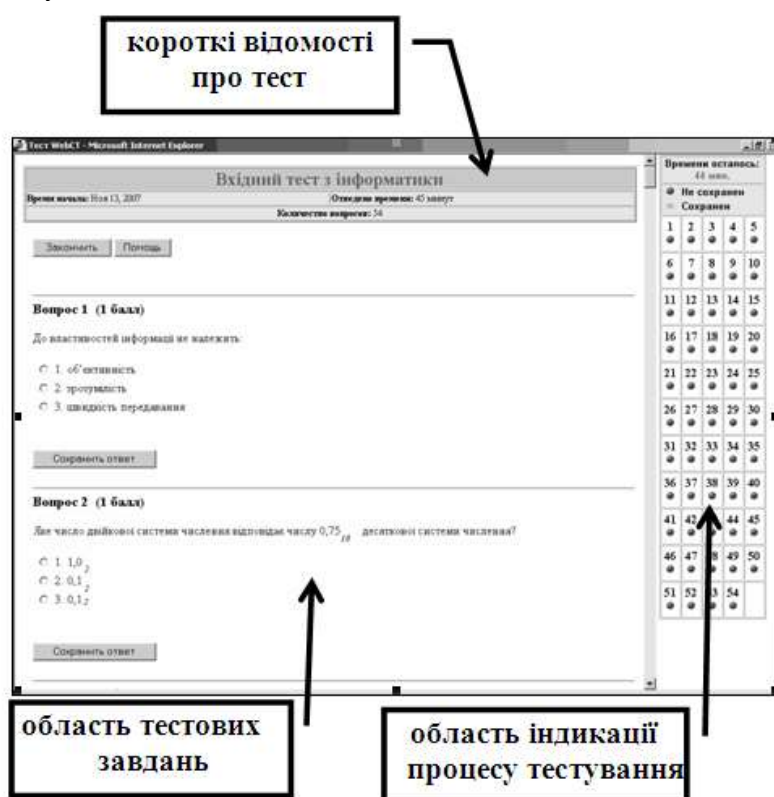 короткі відомості
про тест
Тест WebCT - Microsoft Internet Explorer
Вхідний тест з інформатики
Время начала: Ноя 13, 2007 Отведено времени: 45 минут
Количество вопросов: 54
Закончить Помощь
Вопрос 1 (1 балл)
До властивостей інформації не належить:
1. об'єктивність
2. зрозумілість
3. швидкість передавання
Сохранить ответ
Вопрос 2 (1 балл)
Яке число двійкової системи числення відповідає числу 0,75 10 десяткової системи числення?
1. 1,0 2
2. 0,1 2
3. 0,1 2
Сохранить ответ
Времени осталось:
44 мин.
Не сохранен
Сохранен
1 2 3 4 5
6 7 8 9 10
11 12 13 14 15
16 17 18 19 20
21 22 23 24 25
26 27 28 29 30
31 32 33 34 35
36 37 38 39 40
41 42 44 45
46 47 48 49 50
51 52 3 54
область тестових
завдань
область індикації
процесу тестування